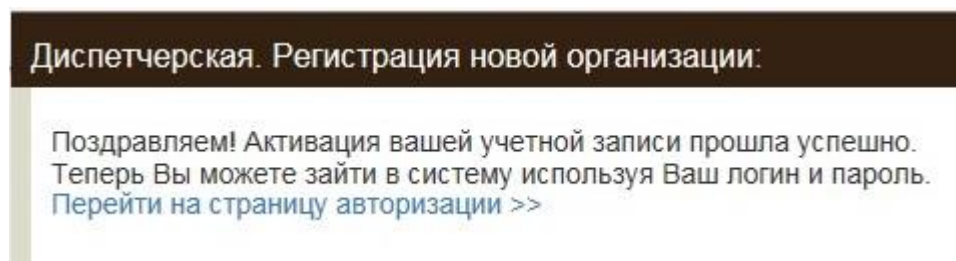 Диспетчерская. Регистрация новой организации:
Поздравляем! Активация вашей учетной записи прошла успешно.
Теперь Вы можете зайти в систему используя Ваш логин и пароль.
Перейти на страницу авторизации >>